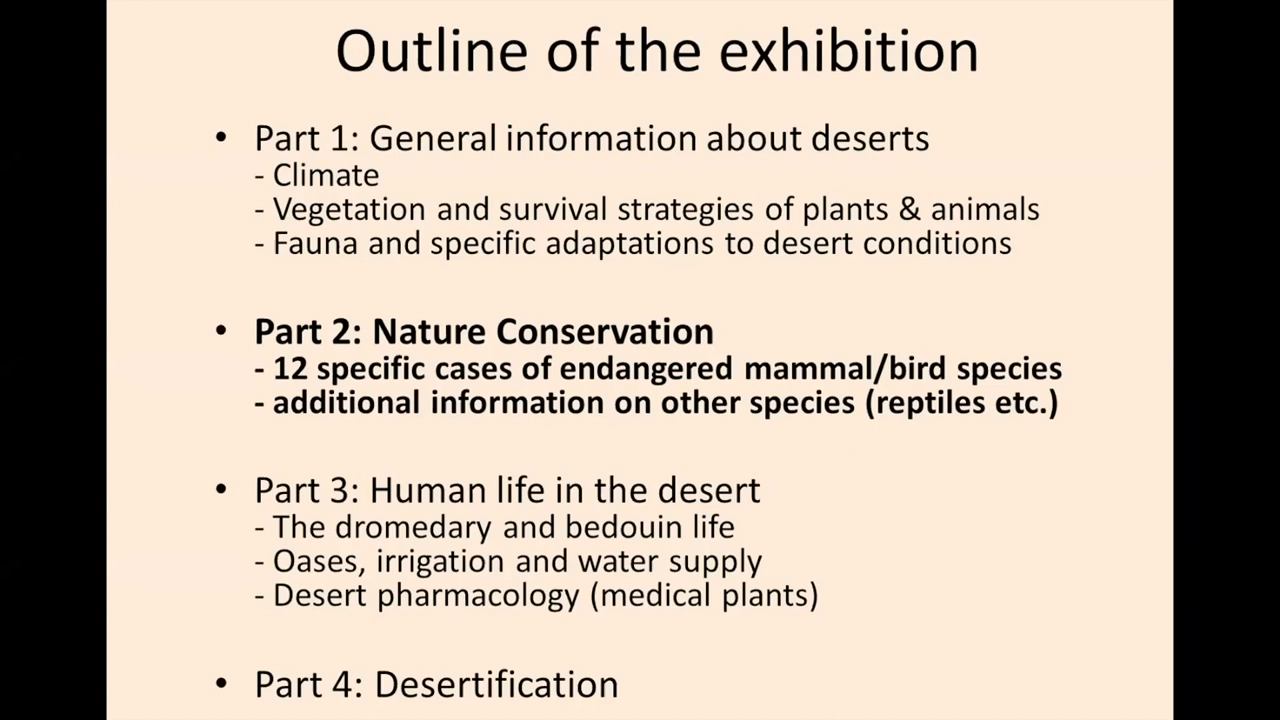 Outline of the exhibition
• Part 1: General information about deserts
- Climate
- Vegetation and survival strategies of plants & animals
- Fauna and specific adaptations to desert conditions
• Part 2: Nature Conservation
- 12 specific cases of endangered mammal/bird species
- additional information on other species (reptiles etc.)
• Part 3: Human life in the desert
- The dromedary and bedouin life
- Oases, irrigation and water supply
- Desert pharmacology (medical plants)
• Part 4: Desertification